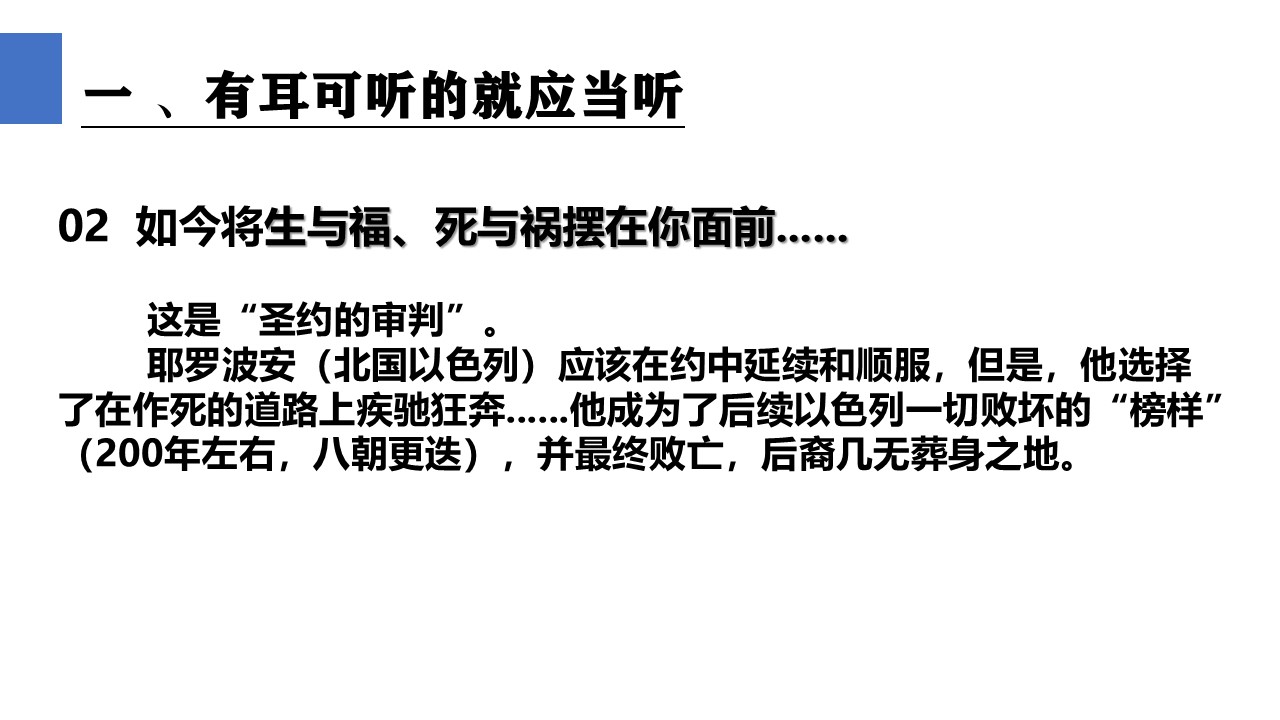 一 、有耳可听的就应当听
02 如今将生与福、死与祸摆在你面前……
这是“圣约的审判”。
耶罗波安（北国以色列）应该在约中延续和顺服，但是，他选择
了在作死的道路上疾驰狂奔……他成为了后续以色列一切败坏的“榜样”
（200年左右，八朝更迭），并最终败亡，后裔几无葬身之地。